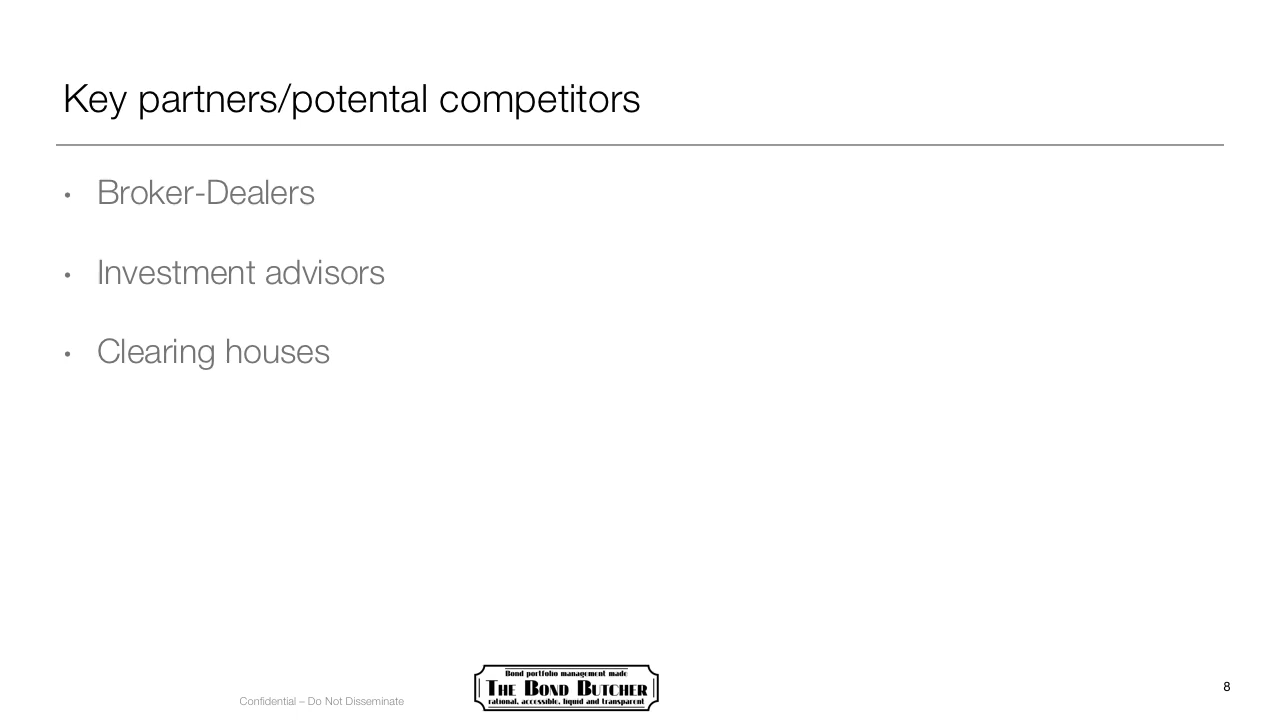 Key partners/potental competitors
• Broker-Dealers
• Investment advisors
• Clearing houses
Confidential – Do Not Disseminate
Bond portfolio management made
THE BOND BUTCHER
rational, accessible, liquid and transparent
8